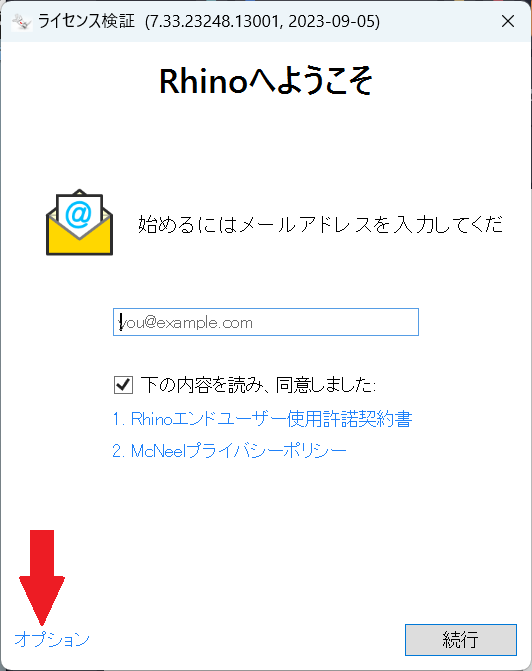 ライセンス検証 (7.33.23248.13001, 2023-09-05)
Rhinoへようこそ
@
始めるにはメールアドレスを入力してくだ
you@example.com
下の内容を読み、同意しました:
1. Rhinoエンドユーザー使用許諾契約書
2. McNeelプライバシーポリシー
オプション
続行